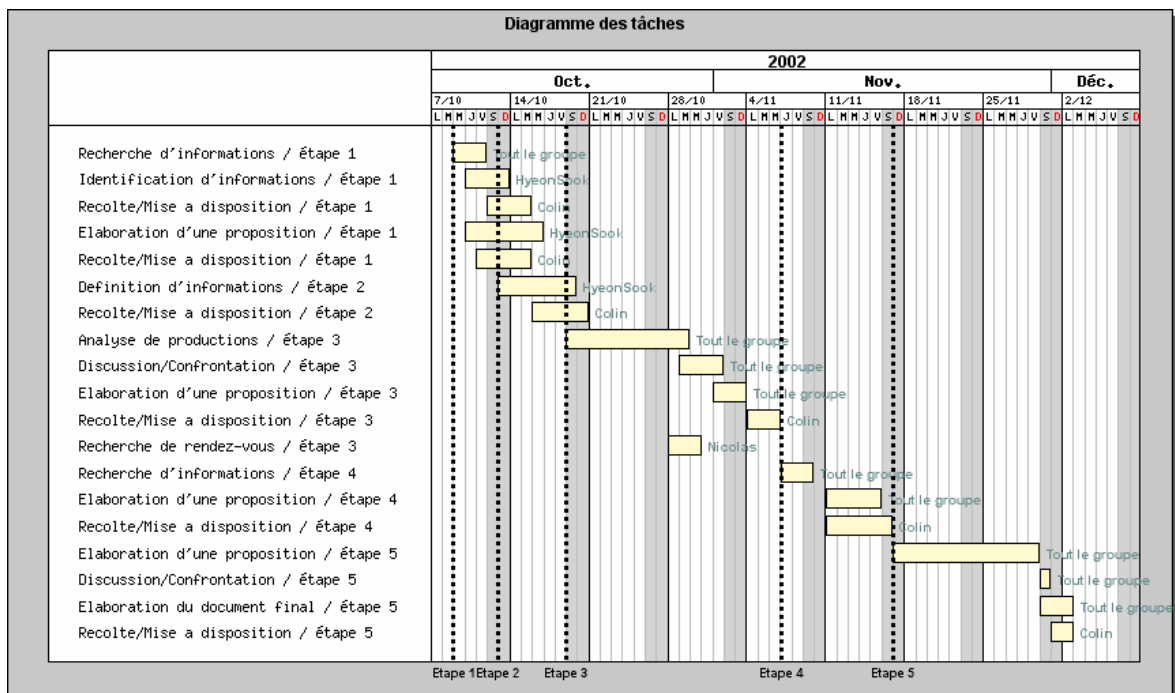 Diagramme des tâches
2002
Oct. Nov. Déc.
7/10 14/10 21/10 28/10 4/11 11/11 18/11 25/11 2/12
L M M J V S D L M M J V S D L M M J V S D L M M J V S D L M M J V S D L M M J V S D L M M J V S D L M M J V S D L M M J V S D
Recherche d'informations / étape 1 Tout le groupe
Identification d'informations / étape 1 HyeonSook
Recolte/Mise a disposition / étape 1 Colin
Elaboration d'une proposition / étape 1 HyeonSook
Recolte/Mise a disposition / étape 1 Colin
Definition d'informations / étape 2 HyeonSook
Recolte/Mise a disposition / étape 2 Colin
Analyse de productions / étape 3 Tout le groupe
Discussion/Confrontation / étape 3 Tout le groupe
Elaboration d'une proposition / étape 3 Tout le groupe
Recolte/Mise a disposition / étape 3 Colin
Recherche de rendez-vous / étape 3 Nicolas
Recherche d'informations / étape 4 Tout le groupe
Elaboration d'une proposition / étape 4 Tout le groupe
Recolte/Mise a disposition / étape 4 Colin
Elaboration d'une proposition / étape 5 Tout le groupe
Discussion/Confrontation / étape 5 Tout le groupe
Elaboration du document final / étape 5 Tout le groupe
Recolte/Mise a disposition / étape 5 Colin
Etape 1 Etape 2 Etape 3 Etape 4 Etape 5